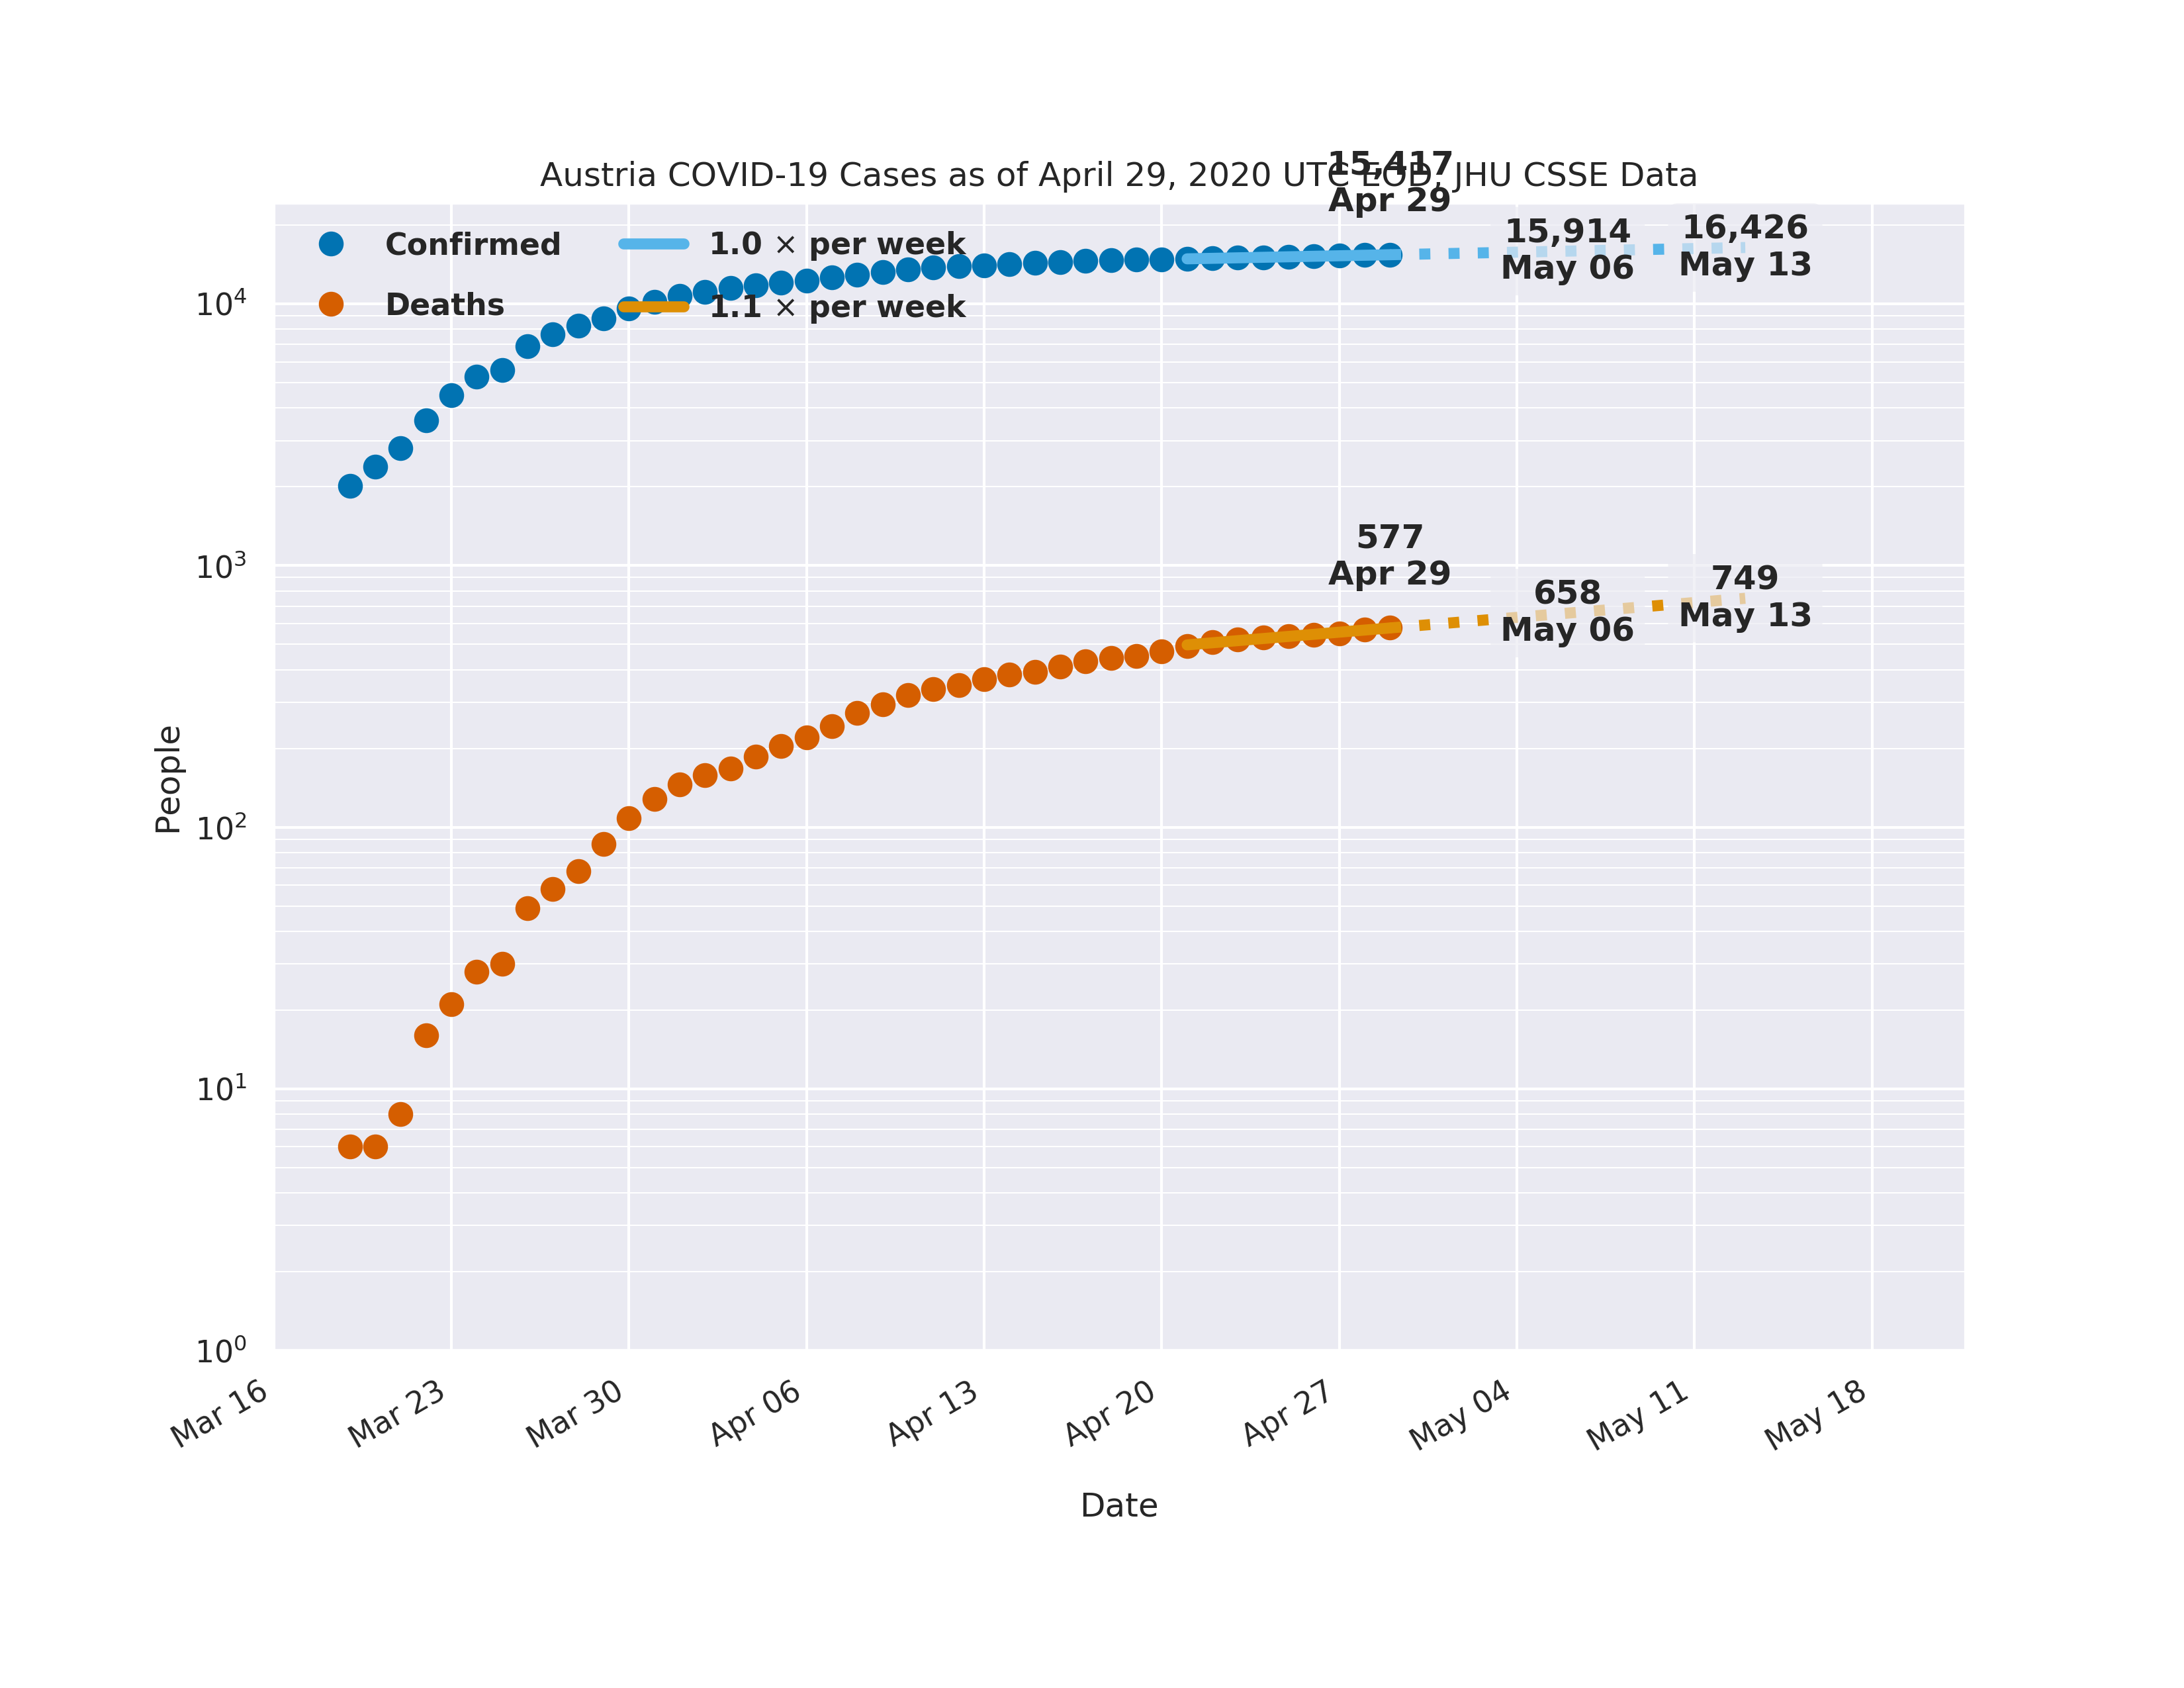 Austria COVID-19 Cases as of April 29, 2020 UTC EOD, JHU CSSE Data
15,417
Apr 29
15,914
May 06
16,426
May 13
Confirmed
Deaths
1.0 × per week
1.1 × per week
577
Apr 29
658
May 06
749
May 13
People
10⁴
10³
10²
10¹
10⁰
Mar 16
Mar 23
Mar 30
Apr 06
Apr 13
Apr 20
Apr 27
May 04
May 11
May 18
Date